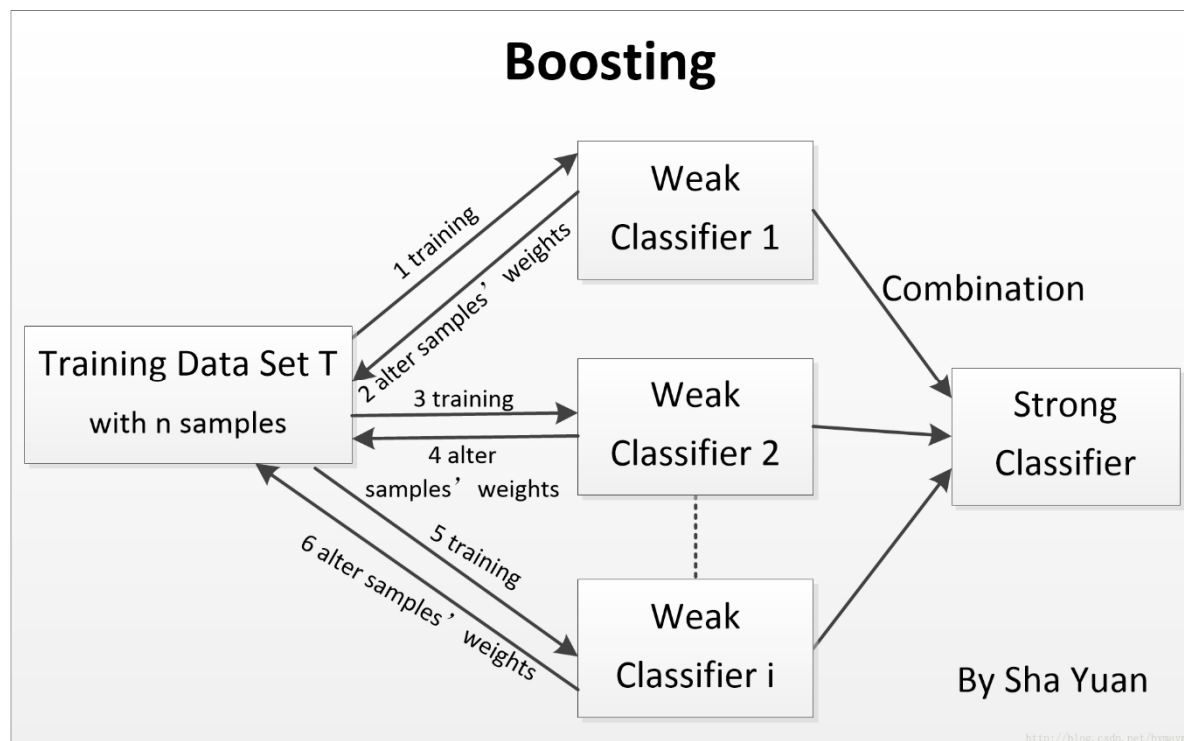 Boosting
Weak
Classifier 1
1 training
2 alter samples’ weights
Combination
Training Data Set T
with n samples
3 training
4 alter
samples’ weights
Weak
Classifier 2
Strong
Classifier
5 training
6 alter samples’ weights
Weak
Classifier i
By Sha Yuan